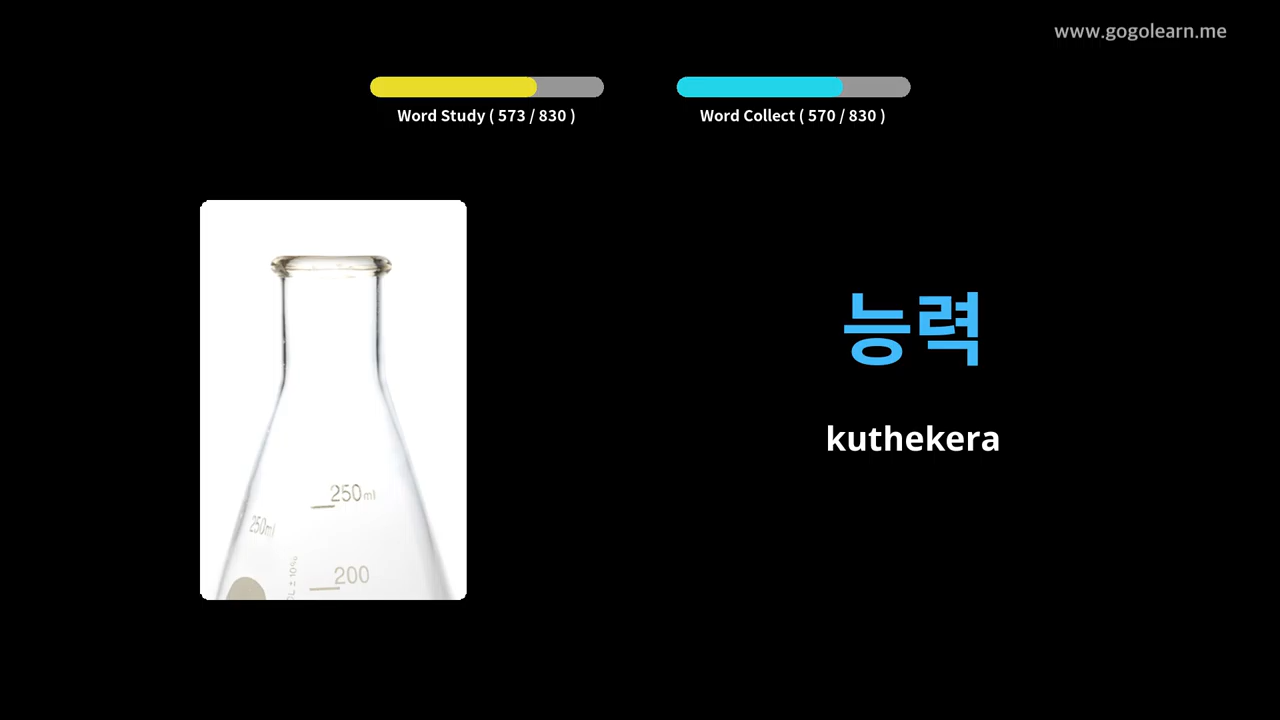 www.gogolearn.me
Word Study ( 573 / 830 )
Word Collect ( 570 / 830 )
능력
kuthekera
250ml
250ml
200